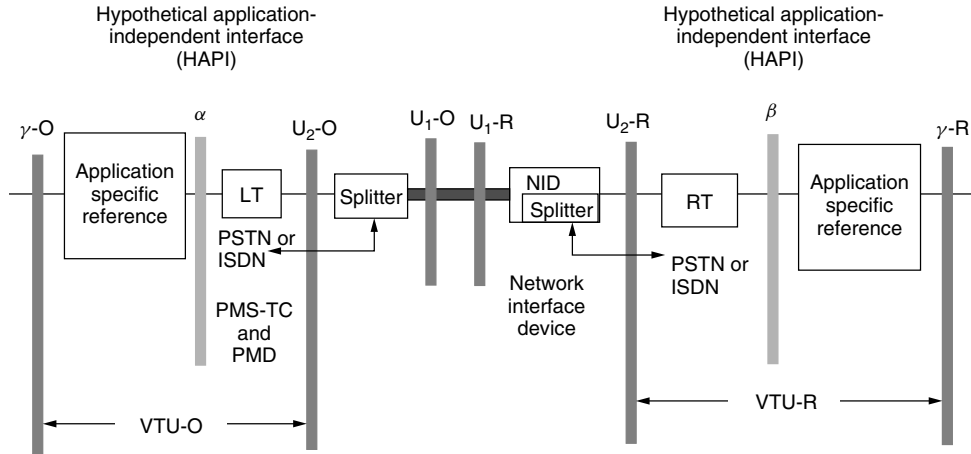 Hypothetical application-
independent interface
(HAPI)
Hypothetical application-
independent interface
(HAPI)
γ-O
α
U₂-O
U₁-O
U₁-R
U₂-R
β
γ-R
Application
specific
reference
LT
Splitter
NID
Splitter
RT
Application
specific
reference
PSTN or
ISDN
PSTN or
ISDN
Network
interface
device
PMS-TC
and
PMD
VTU-O
VTU-R